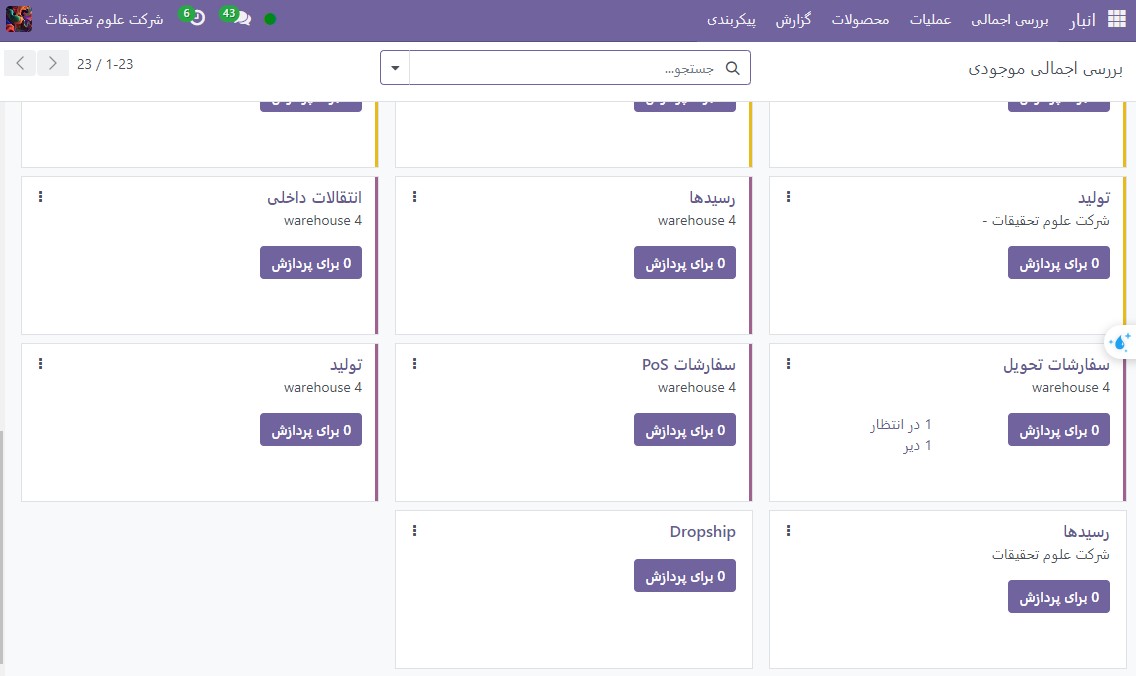 انبار بررسی اجمالی عملیات محصولات گزارش پیکربندی 43 6 شرکت علوم تحقیقات
بررسی اجمالی موجودی
جستجو...
23 / 1-23
تولید
شرکت علوم تحقیقات -
0 برای پردازش
رسیدها
warehouse 4
0 برای پردازش
انتقالات داخلی
warehouse 4
0 برای پردازش
سفارشات تحویل
warehouse 4
0 برای پردازش
1 در انتظار
1 دیر
سفارشات PoS
warehouse 4
0 برای پردازش
تولید
warehouse 4
0 برای پردازش
رسیدها
شرکت علوم تحقیقات
0 برای پردازش
Dropship
0 برای پردازش